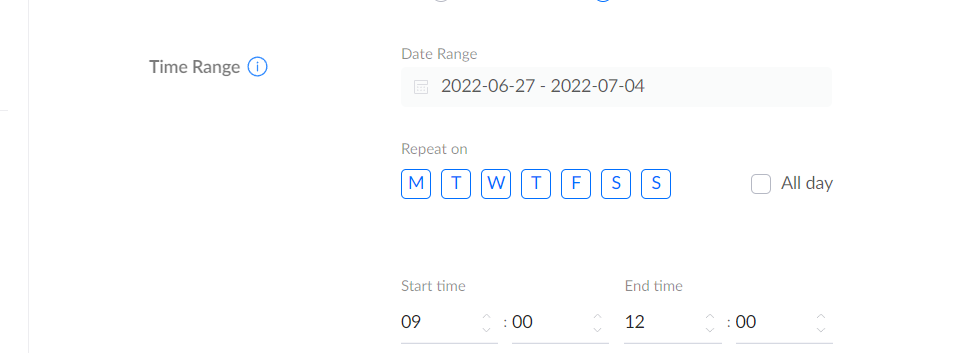 Time Range
Date Range
2022-06-27 - 2022-07-04
Repeat on
M T W T F S S
All day
Start time
End time
09 : 00
12 : 00